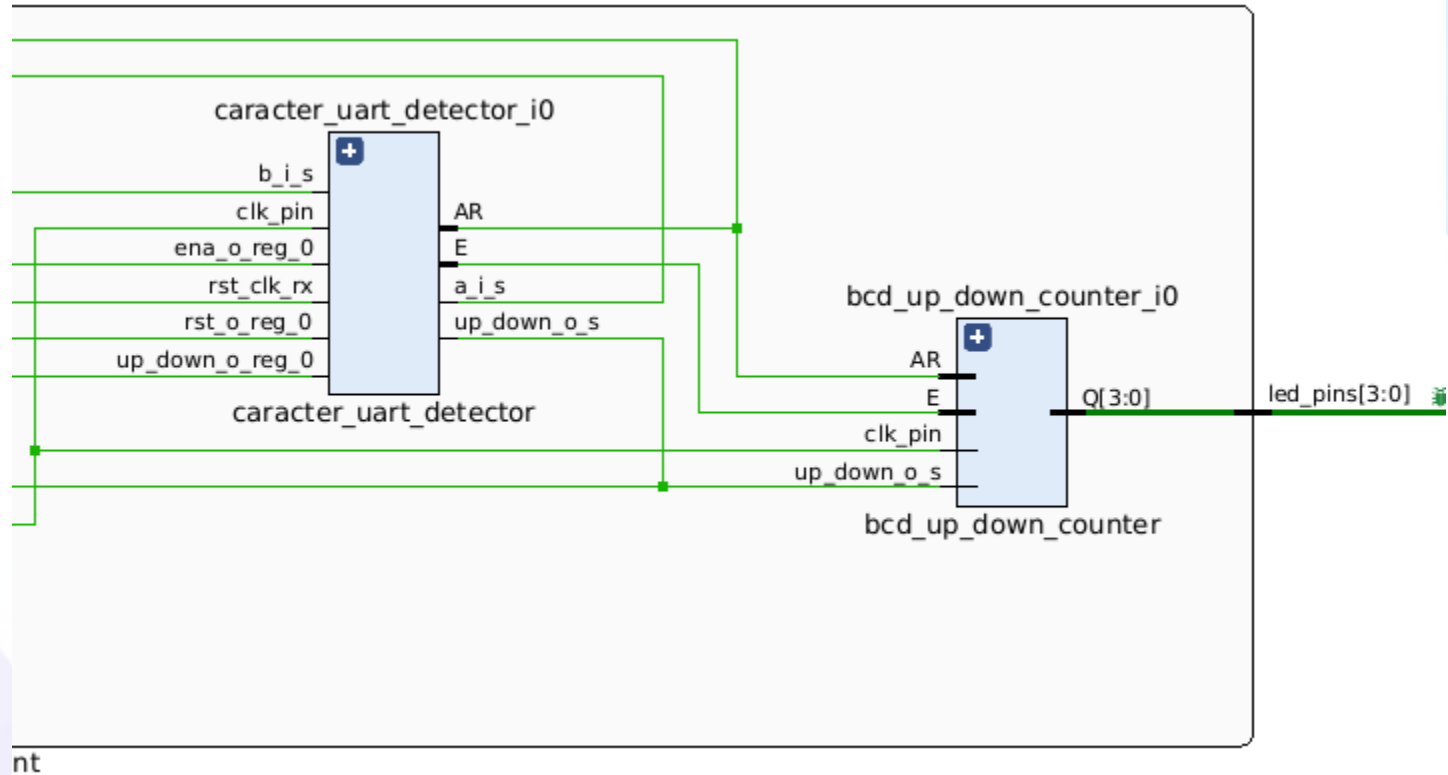 caracter_uart_detector_i0
b_i_s
clk_pin
ena_o_reg_0
rst_clk_rx
rst_o_reg_0
up_down_o_reg_0
AR
E
a_i_s
up_down_o_s
caracter_uart_detector
bcd_up_down_counter_i0
AR
E
clk_pin
up_down_o_s
Q[3:0]
bcd_up_down_counter
led_pins[3:0]
nt